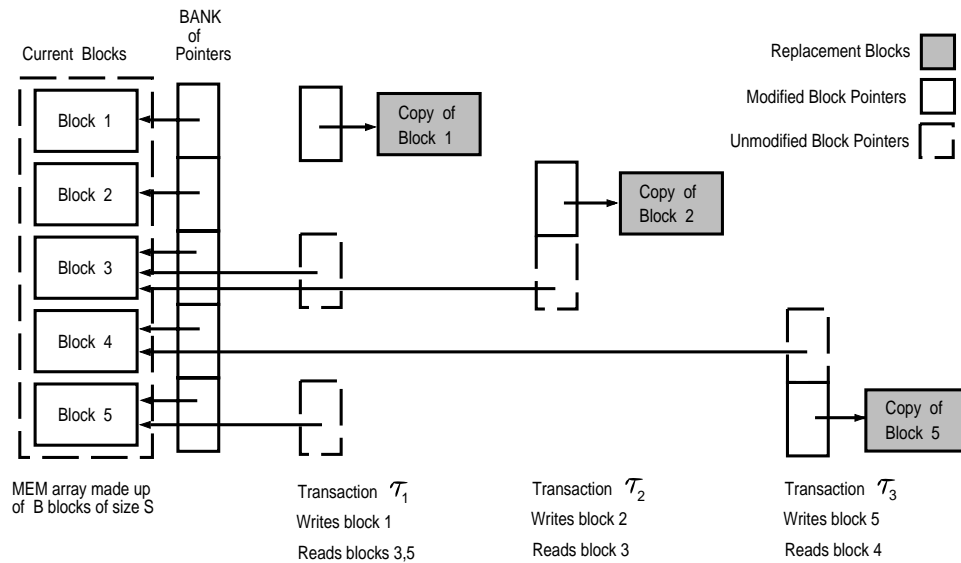 BANK
of
Pointers
Current Blocks
Replacement Blocks
Modified Block Pointers
Unmodified Block Pointers
Block 1
Copy of
Block 1
Block 2
Copy of
Block 2
Block 3
Block 4
Block 5
Copy of
Block 5
MEM array made up
of B blocks of size S
Transaction 𝒯₁
Writes block 1
Reads blocks 3,5
Transaction 𝒯₂
Writes block 2
Reads block 3
Transaction 𝒯₃
Writes block 5
Reads block 4